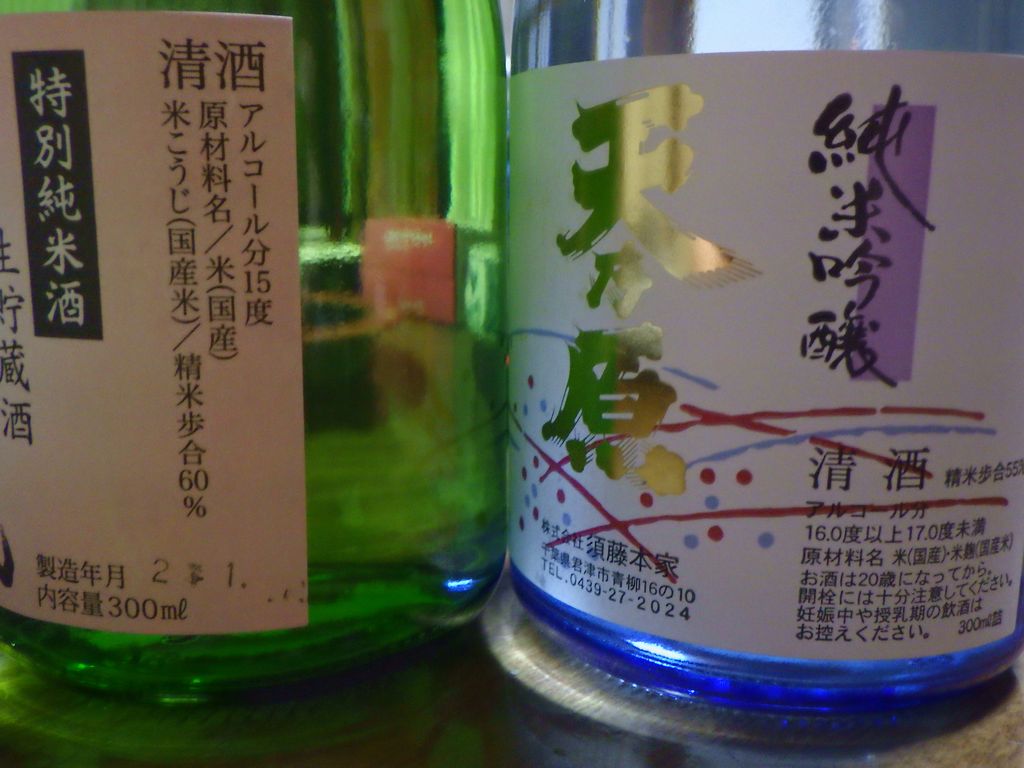 清酒
アルコール分15度
原材料名/米(国産)
米こうじ(国産米)/精米歩合60%
特別純米酒
生貯蔵酒
製造年月 2
内容量300ml
純米吟醸
天乃原
清酒 精米歩合55%
アルコール分
16.0度以上17.0度未満
原材料名 米(国産)・米麹(国産米)
お酒は20歳になってから。
開栓には十分注意してください。
妊娠中や授乳期の飲酒は
お控えください。 300ml詰
株式会社 須藤本家
千葉県君津市青柳16の10
TEL.0439-27-2024